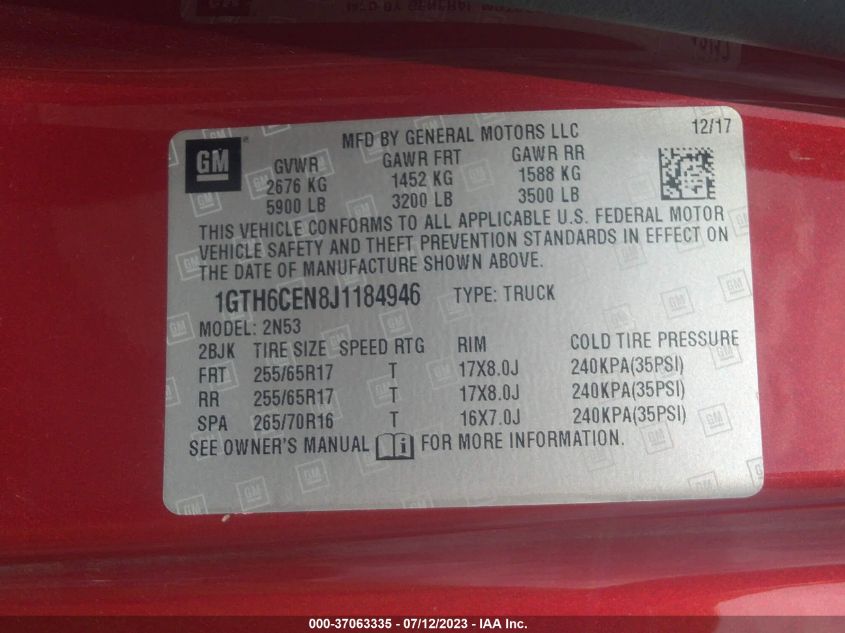 MFD BY GENERAL MOTORS LLC 12/17
GM
GVWR GAWR FRT GAWR RR
2676 KG 1452 KG 1588 KG
5900 LB 3200 LB 3500 LB
THIS VEHICLE CONFORMS TO ALL APPLICABLE U.S. FEDERAL MOTOR
VEHICLE SAFETY AND THEFT PREVENTION STANDARDS IN EFFECT ON
THE DATE OF MANUFACTURE SHOWN ABOVE.
1GTH6CEN8J1184946 TYPE: TRUCK
MODEL: 2N53
2BJK TIRE SIZE SPEED RTG RIM COLD TIRE PRESSURE
FRT 255/65R17 T 17X8.0J 240KPA(35PSI)
RR 255/65R17 T 17X8.0J 240KPA(35PSI)
SPA 265/70R16 T 16X7.0J 240KPA(35PSI)
SEE OWNER'S MANUAL FOR MORE INFORMATION.
000-37063335 - 07/12/2023 - IAA Inc.